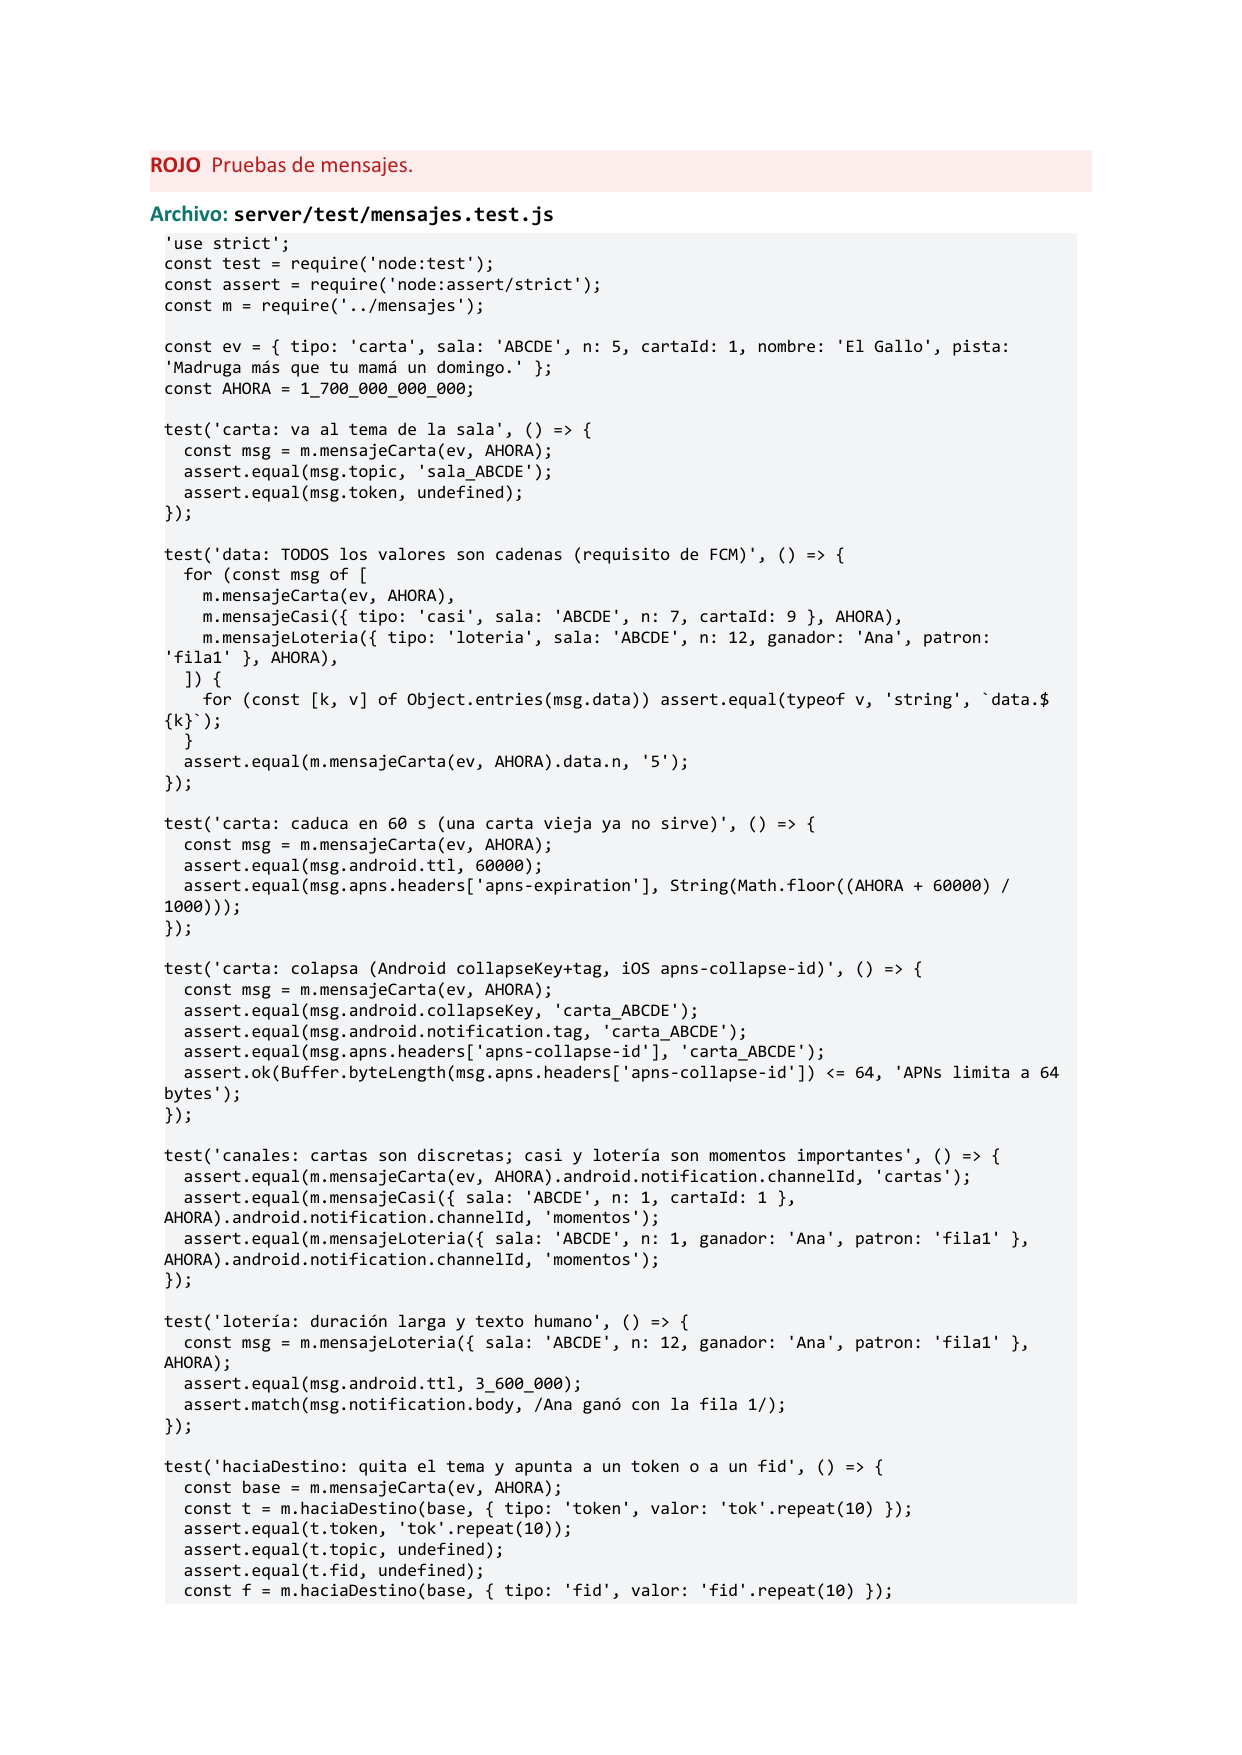 ROJO Pruebas de mensajes.
Archivo: server/test/mensajes.test.js
'use strict';
const test = require('node:test');
const assert = require('node:assert/strict');
const m = require('../mensajes');

const ev = { tipo: 'carta', sala: 'ABCDE', n: 5, cartaId: 1, nombre: 'El Gallo', pista:
'Madruga más que tu mamá un domingo.' };
const AHORA = 1_700_000_000_000;

test('carta: va al tema de la sala', () => {
  const msg = m.mensajeCarta(ev, AHORA);
  assert.equal(msg.topic, 'sala_ABCDE');
  assert.equal(msg.token, undefined);
});

test('data: TODOS los valores son cadenas (requisito de FCM)', () => {
  for (const msg of [
    m.mensajeCarta(ev, AHORA),
    m.mensajeCasi({ tipo: 'casi', sala: 'ABCDE', n: 7, cartaId: 9 }, AHORA),
    m.mensajeLoteria({ tipo: 'loteria', sala: 'ABCDE', n: 12, ganador: 'Ana', patron:
'fila1' }, AHORA),
  ]) {
    for (const [k, v] of Object.entries(msg.data)) assert.equal(typeof v, 'string', `data.$
{k}`);
  }
  assert.equal(m.mensajeCarta(ev, AHORA).data.n, '5');
});

test('carta: caduca en 60 s (una carta vieja ya no sirve)', () => {
  const msg = m.mensajeCarta(ev, AHORA);
  assert.equal(msg.android.ttl, 60000);
  assert.equal(msg.apns.headers['apns-expiration'], String(Math.floor((AHORA + 60000) /
1000)));
});

test('carta: colapsa (Android collapseKey+tag, iOS apns-collapse-id)', () => {
  const msg = m.mensajeCarta(ev, AHORA);
  assert.equal(msg.android.collapseKey, 'carta_ABCDE');
  assert.equal(msg.android.notification.tag, 'carta_ABCDE');
  assert.equal(msg.apns.headers['apns-collapse-id'], 'carta_ABCDE');
  assert.ok(Buffer.byteLength(msg.apns.headers['apns-collapse-id']) <= 64, 'APNs limita a 64
bytes');
});

test('canales: cartas son discretas; casi y lotería son momentos importantes', () => {
  assert.equal(m.mensajeCarta(ev, AHORA).android.notification.channelId, 'cartas');
  assert.equal(m.mensajeCasi({ sala: 'ABCDE', n: 1, cartaId: 1 },
AHORA).android.notification.channelId, 'momentos');
  assert.equal(m.mensajeLoteria({ sala: 'ABCDE', n: 1, ganador: 'Ana', patron: 'fila1' },
AHORA).android.notification.channelId, 'momentos');
});

test('lotería: duración larga y texto humano', () => {
  const msg = m.mensajeLoteria({ sala: 'ABCDE', n: 12, ganador: 'Ana', patron: 'fila1' },
AHORA);
  assert.equal(msg.android.ttl, 3_600_000);
  assert.match(msg.notification.body, /Ana ganó con la fila 1/);
});

test('haciaDestino: quita el tema y apunta a un token o a un fid', () => {
  const base = m.mensajeCarta(ev, AHORA);
  const t = m.haciaDestino(base, { tipo: 'token', valor: 'tok'.repeat(10) });
  assert.equal(t.token, 'tok'.repeat(10));
  assert.equal(t.topic, undefined);
  assert.equal(t.fid, undefined);
  const f = m.haciaDestino(base, { tipo: 'fid', valor: 'fid'.repeat(10) });